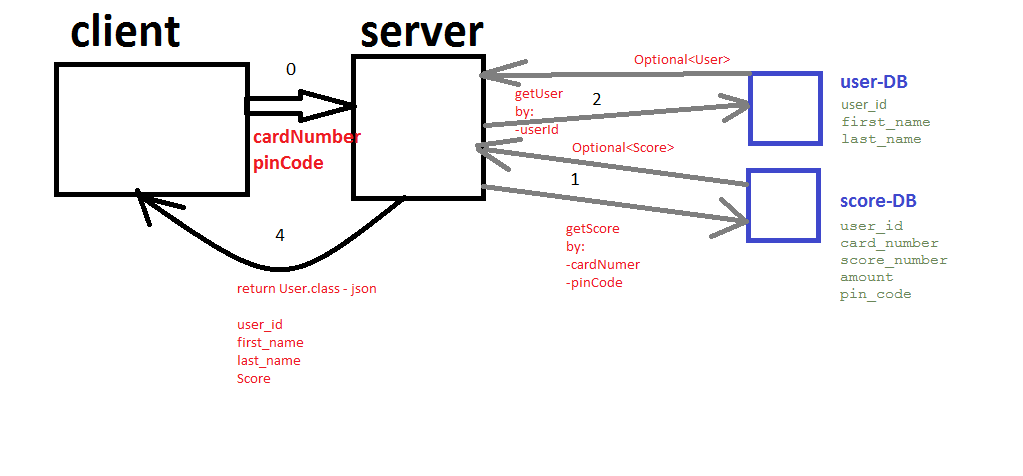 client
server
0
cardNumber
pinCode
Optional<User>
getUser
by:
-userId
2
user-DB
user_id
first_name
last_name
Optional<Score>
1
getScore
by:
-cardNumer
-pinCode
score-DB
user_id
card_number
score_number
amount
pin_code
4
return User.class - json
user_id
first_name
last_name
Score